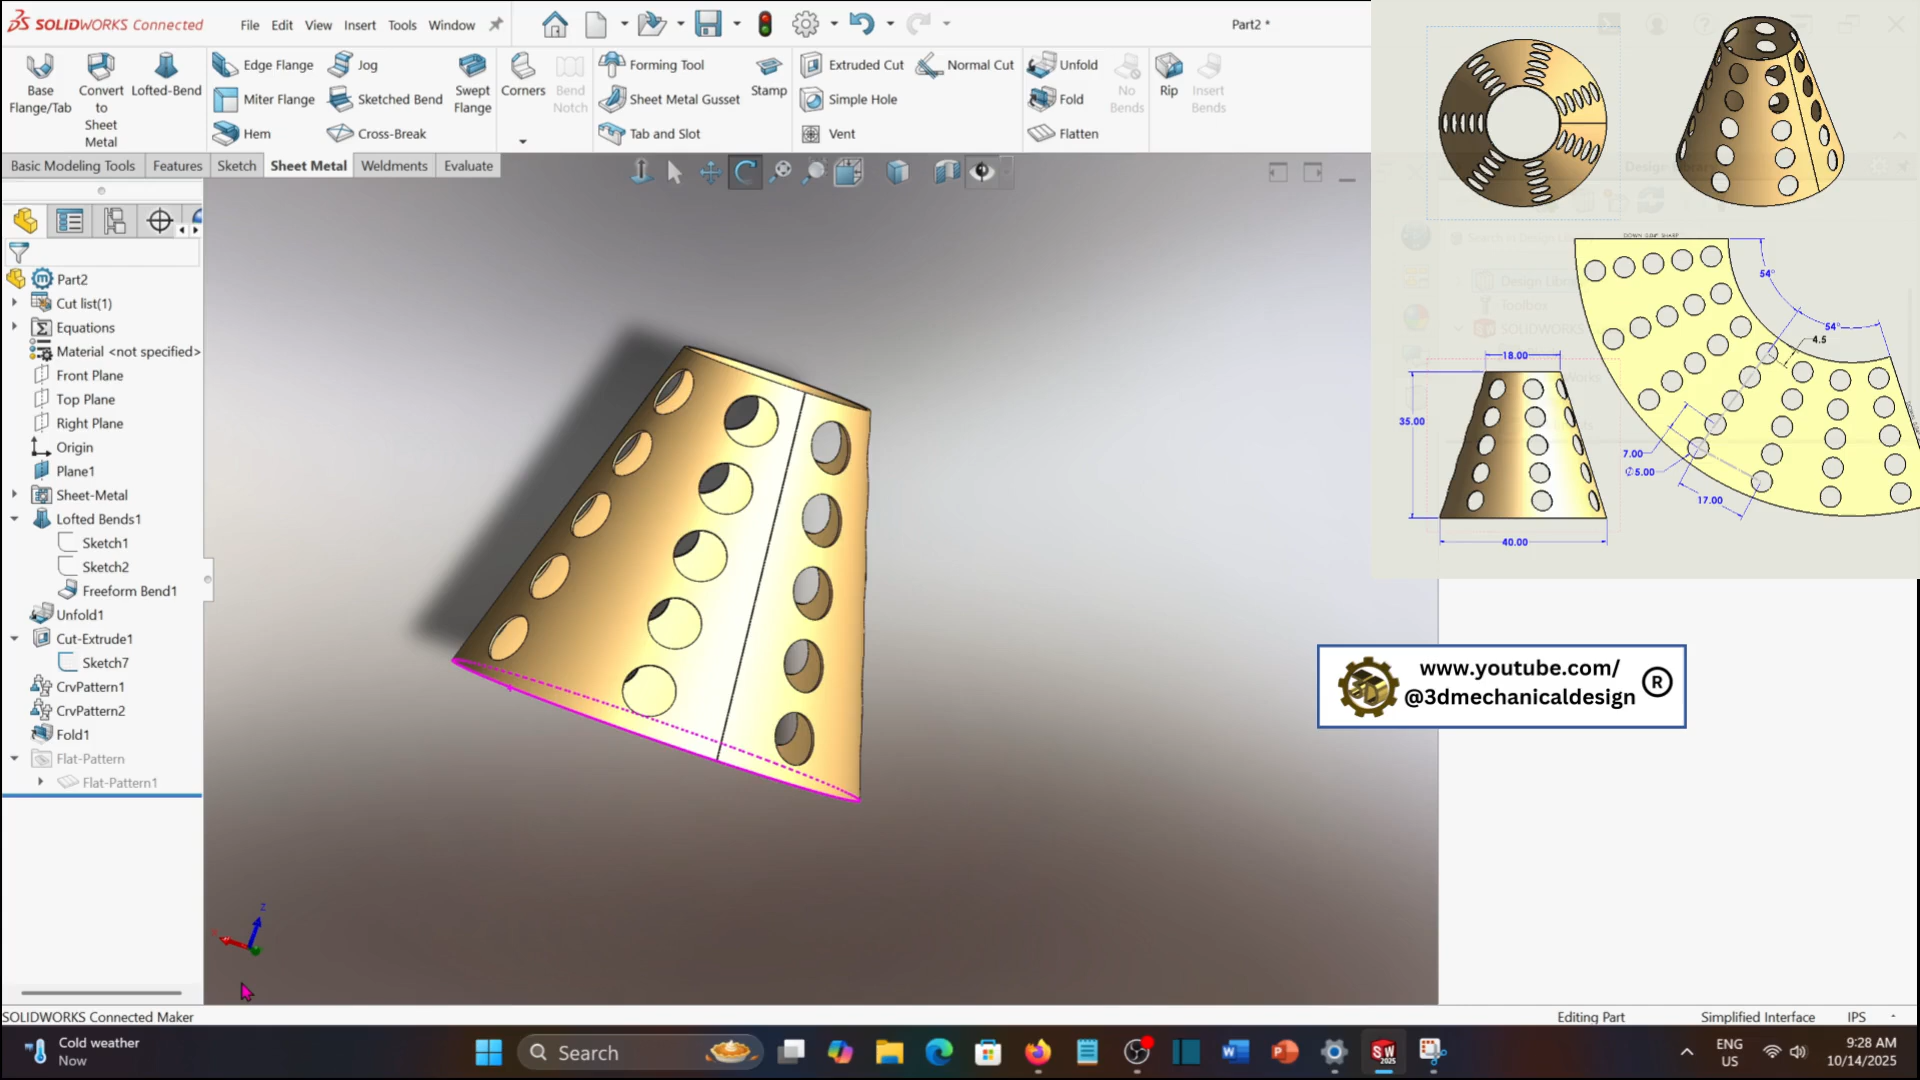 SOLIDWORKS Connected
File Edit View Insert Tools Window
Part2 *
Base Flange/Tab
Convert to Sheet Metal
Lofted-Bend
Edge Flange
Miter Flange
Hem
Jog
Sketched Bend
Cross-Break
Swept Flange
Corners
Bend Notch
Forming Tool
Sheet Metal Gusset
Tab and Slot
Stamp
Extruded Cut
Simple Hole
Vent
Normal Cut
Unfold
Fold
Flatten
No Bends
Rip
Insert Bends
Basic Modeling Tools Features Sketch Sheet Metal Weldments Evaluate
Part2
Cut list(1)
Equations
Material <not specified>
Front Plane
Top Plane
Right Plane
Origin
Plane1
Sheet-Metal
Lofted Bends1
Sketch1
Sketch2
Freeform Bend1
Unfold1
Cut-Extrude1
Sketch7
CrvPattern1
CrvPattern2
Fold1
Flat-Pattern
Flat-Pattern1
z
54°
54°
4.5
18.00
35.00
7.00
∅5.00
17.00
40.00
Toolbox
SOLIDWORKS
www.youtube.com/
@3dmechanicaldesign ®
SOLIDWORKS Connected Maker
Editing Part
Simplified Interface
IPS
Cold weather
Now
Search
ENG
US
9:28 AM
10/14/2025